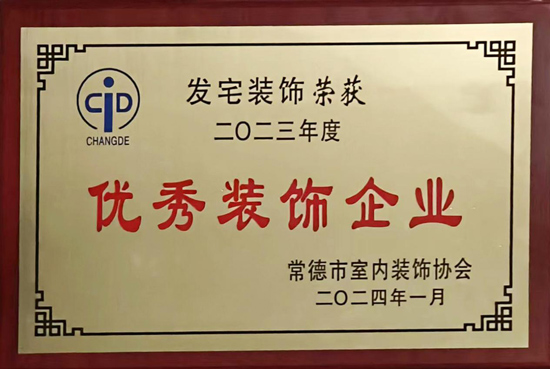 CID
CHANGDE
发宅装饰荣获
二〇二三年度
优秀装饰企业
常德市室内装饰协会
二〇二四年一月